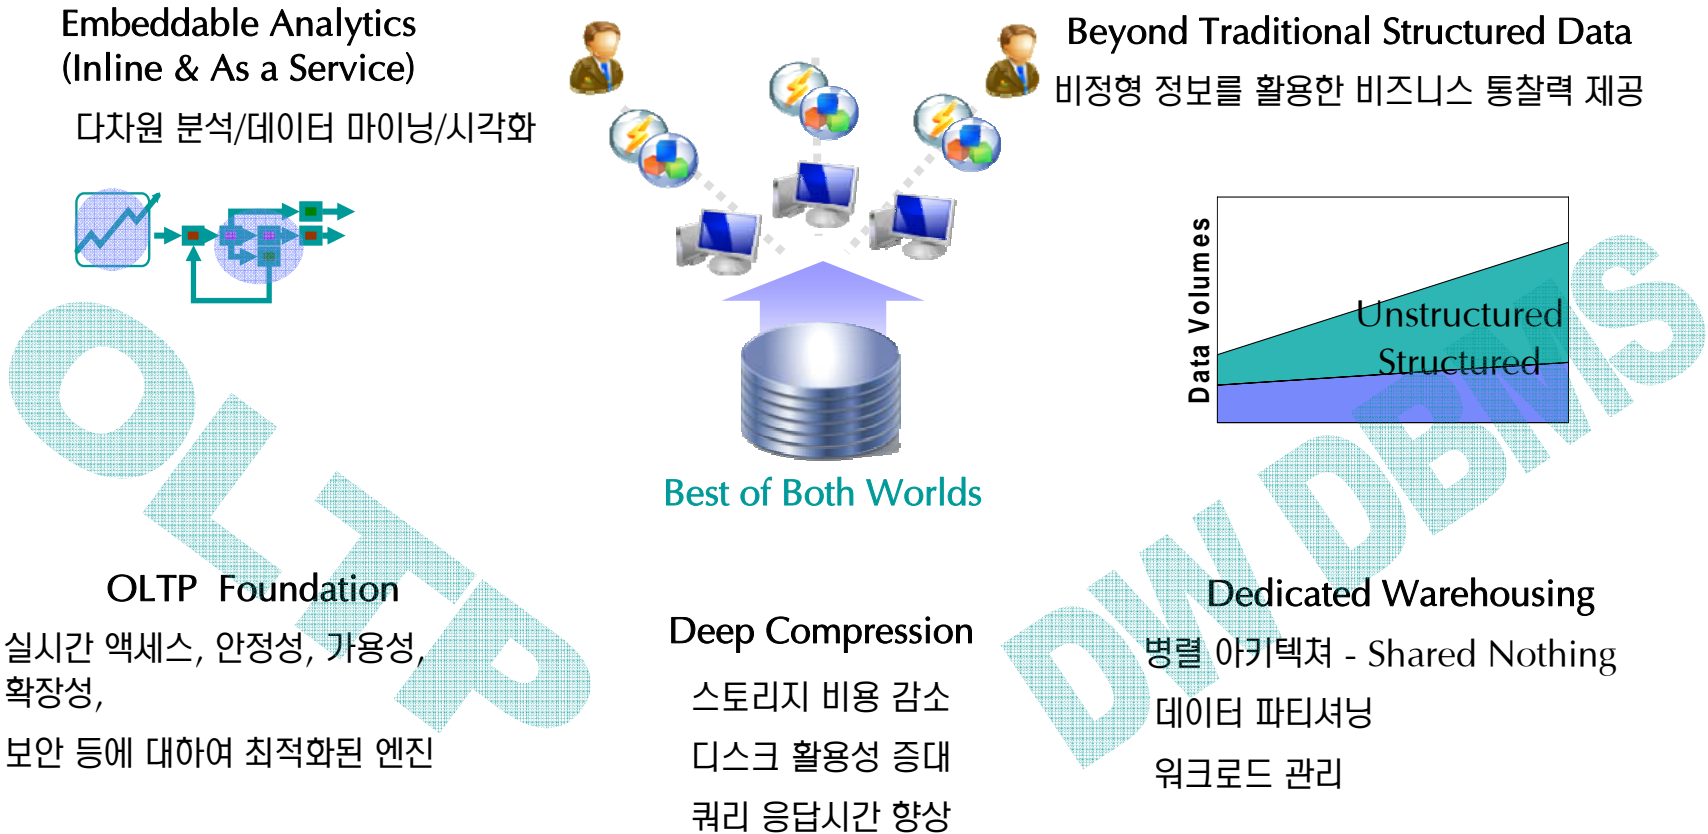 Embeddable Analytics
(Inline & As a Service)
다차원 분석/데이터 마이닝/시각화
Beyond Traditional Structured Data
비정형 정보를 활용한 비즈니스 통찰력 제공
Data Volumes
Unstructured
Structured
Best of Both Worlds
OLTP
DW DBMS
OLTP Foundation
실시간 액세스, 안정성, 가용성,
확장성,
보안 등에 대하여 최적화된 엔진
Deep Compression
스토리지 비용 감소
디스크 활용성 증대
쿼리 응답시간 향상
Dedicated Warehousing
병렬 아키텍쳐 - Shared Nothing
데이터 파티셔닝
워크로드 관리